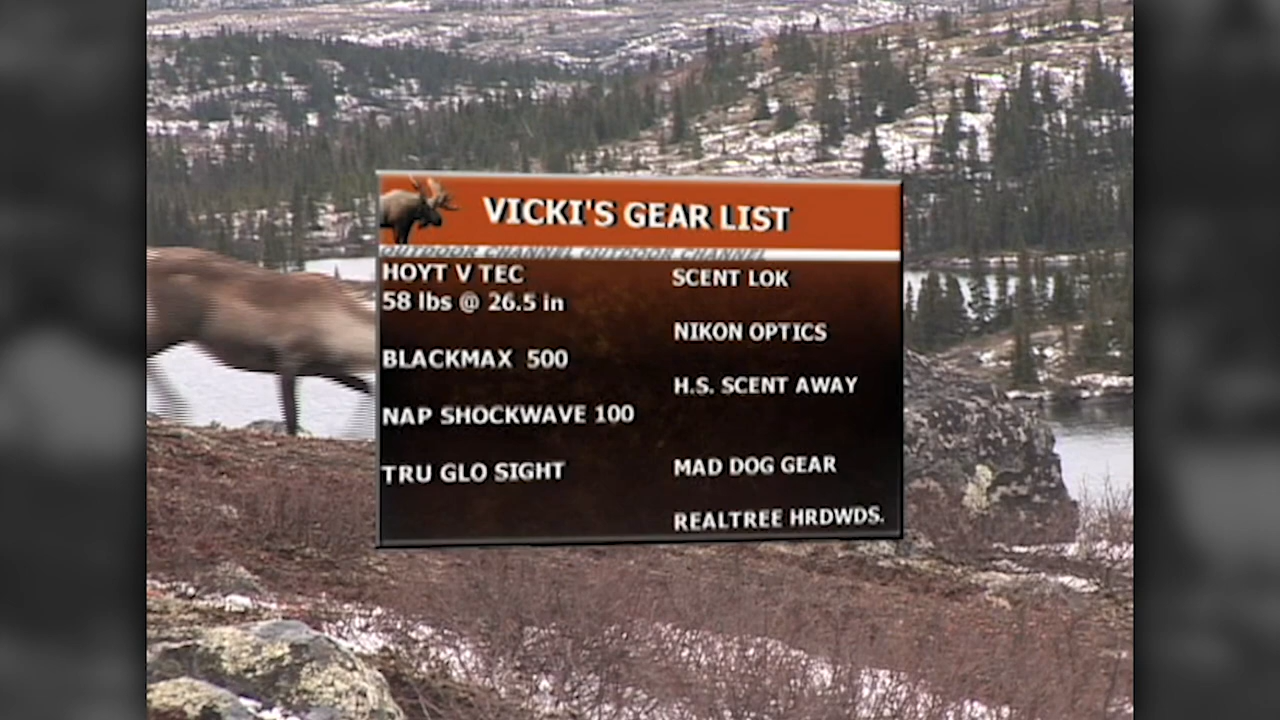 VICKI'S GEAR LIST
OUTDOOR CHANNEL OUTDOOR CHANNEL
HOYT V TEC
58 lbs @ 26.5 in
BLACKMAX 500
NAP SHOCKWAVE 100
TRU GLO SIGHT
SCENT LOK
NIKON OPTICS
H.S. SCENT AWAY
MAD DOG GEAR
REALTREE HRDWDS.